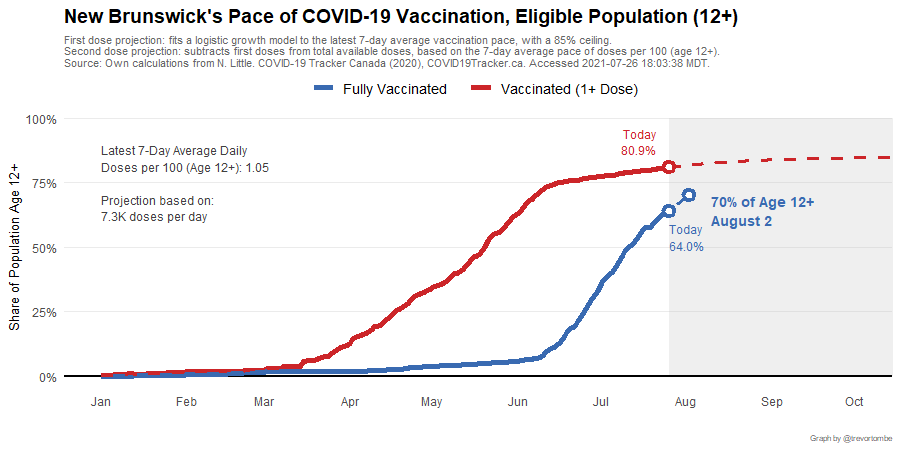 New Brunswick's Pace of COVID-19 Vaccination, Eligible Population (12+)
First dose projection: fits a logistic growth model to the latest 7-day average vaccination pace, with a 85% ceiling.
Second dose projection: subtracts first doses from total available doses, based on the 7-day average pace of doses per 100 (age 12+).
Source: Own calculations from N. Little. COVID-19 Tracker Canada (2020), COVID19Tracker.ca. Accessed 2021-07-26 18:03:38 MDT.
Fully Vaccinated
Vaccinated (1+ Dose)
Share of Population Age 12+
100%
75%
50%
25%
0%
Latest 7-Day Average Daily
Doses per 100 (Age 12+): 1.05
Projection based on:
7.3K doses per day
Today
80.9%
70% of Age 12+
August 2
Today
64.0%
Jan
Feb
Mar
Apr
May
Jun
Jul
Aug
Sep
Oct
Graph by @trevortombe